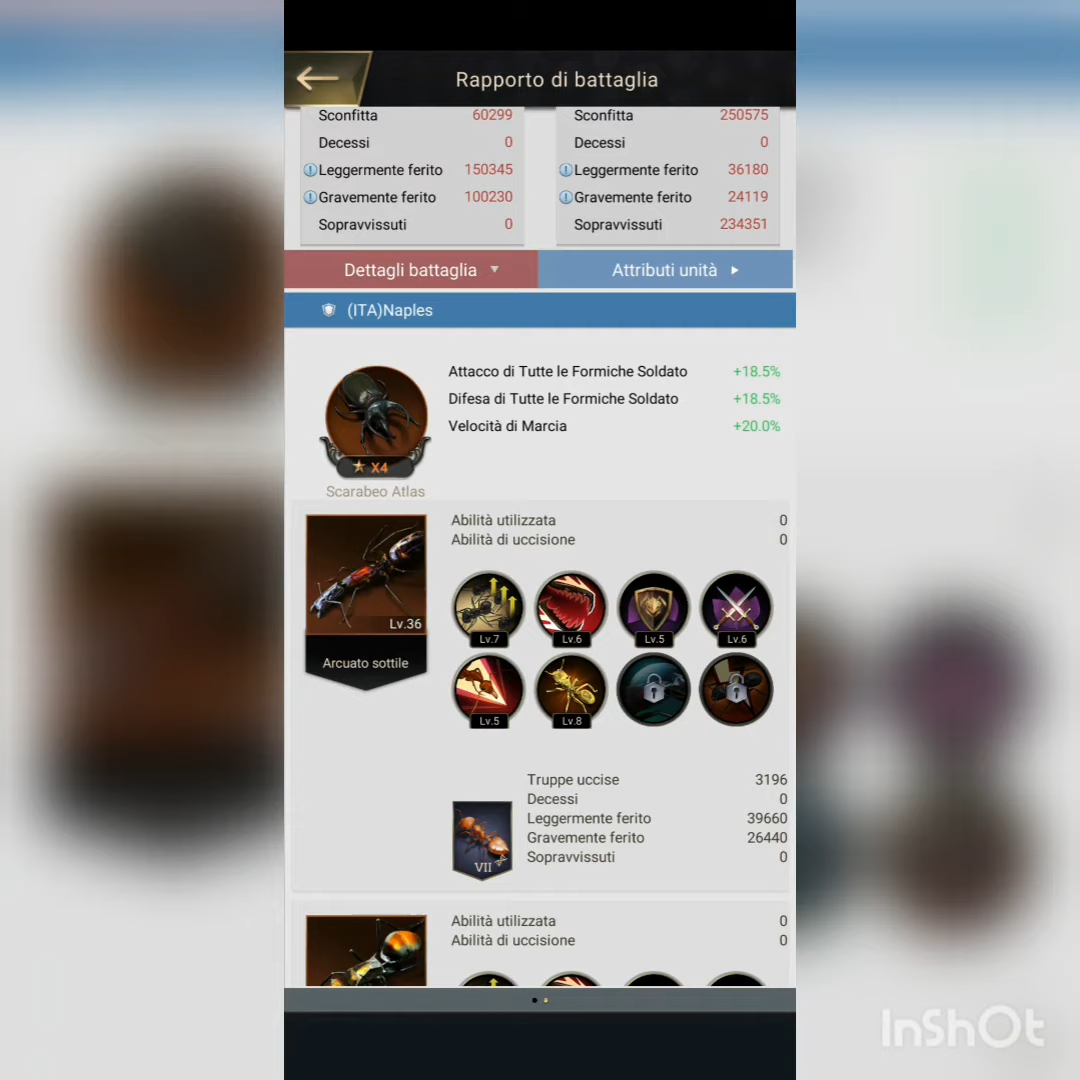 Rapporto di battaglia
Sconfitta 60299
Decessi 0
Leggermente ferito 150345
Gravemente ferito 100230
Sopravvissuti 0
Sconfitta 250575
Decessi 0
Leggermente ferito 36180
Gravemente ferito 24119
Sopravvissuti 234351
Dettagli battaglia
Attributi unità
(ITA)Naples
X4
Scarabeo Atlas
Attacco di Tutte le Formiche Soldato +18.5%
Difesa di Tutte le Formiche Soldato +18.5%
Velocità di Marcia +20.0%
Lv.36
Arcuato sottile
Abilità utilizzata 0
Abilità di uccisione 0
Lv.7 Lv.6 Lv.5 Lv.6
Lv.5 Lv.8
VII
Truppe uccise 3196
Decessi 0
Leggermente ferito 39660
Gravemente ferito 26440
Sopravvissuti 0
Abilità utilizzata 0
Abilità di uccisione 0
InShOt